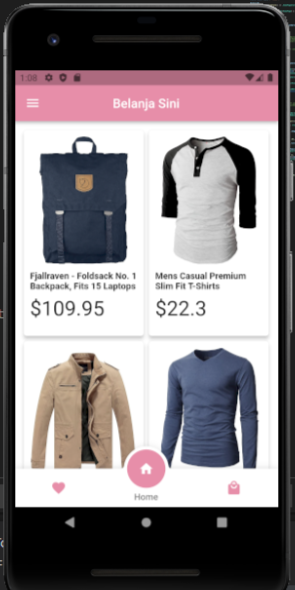 1:08
Belanja Sini
Fjallraven - Foldsack No. 1
Backpack, Fits 15 Laptops
$109.95
Mens Casual Premium
Slim Fit T-Shirts
$22.3
Home